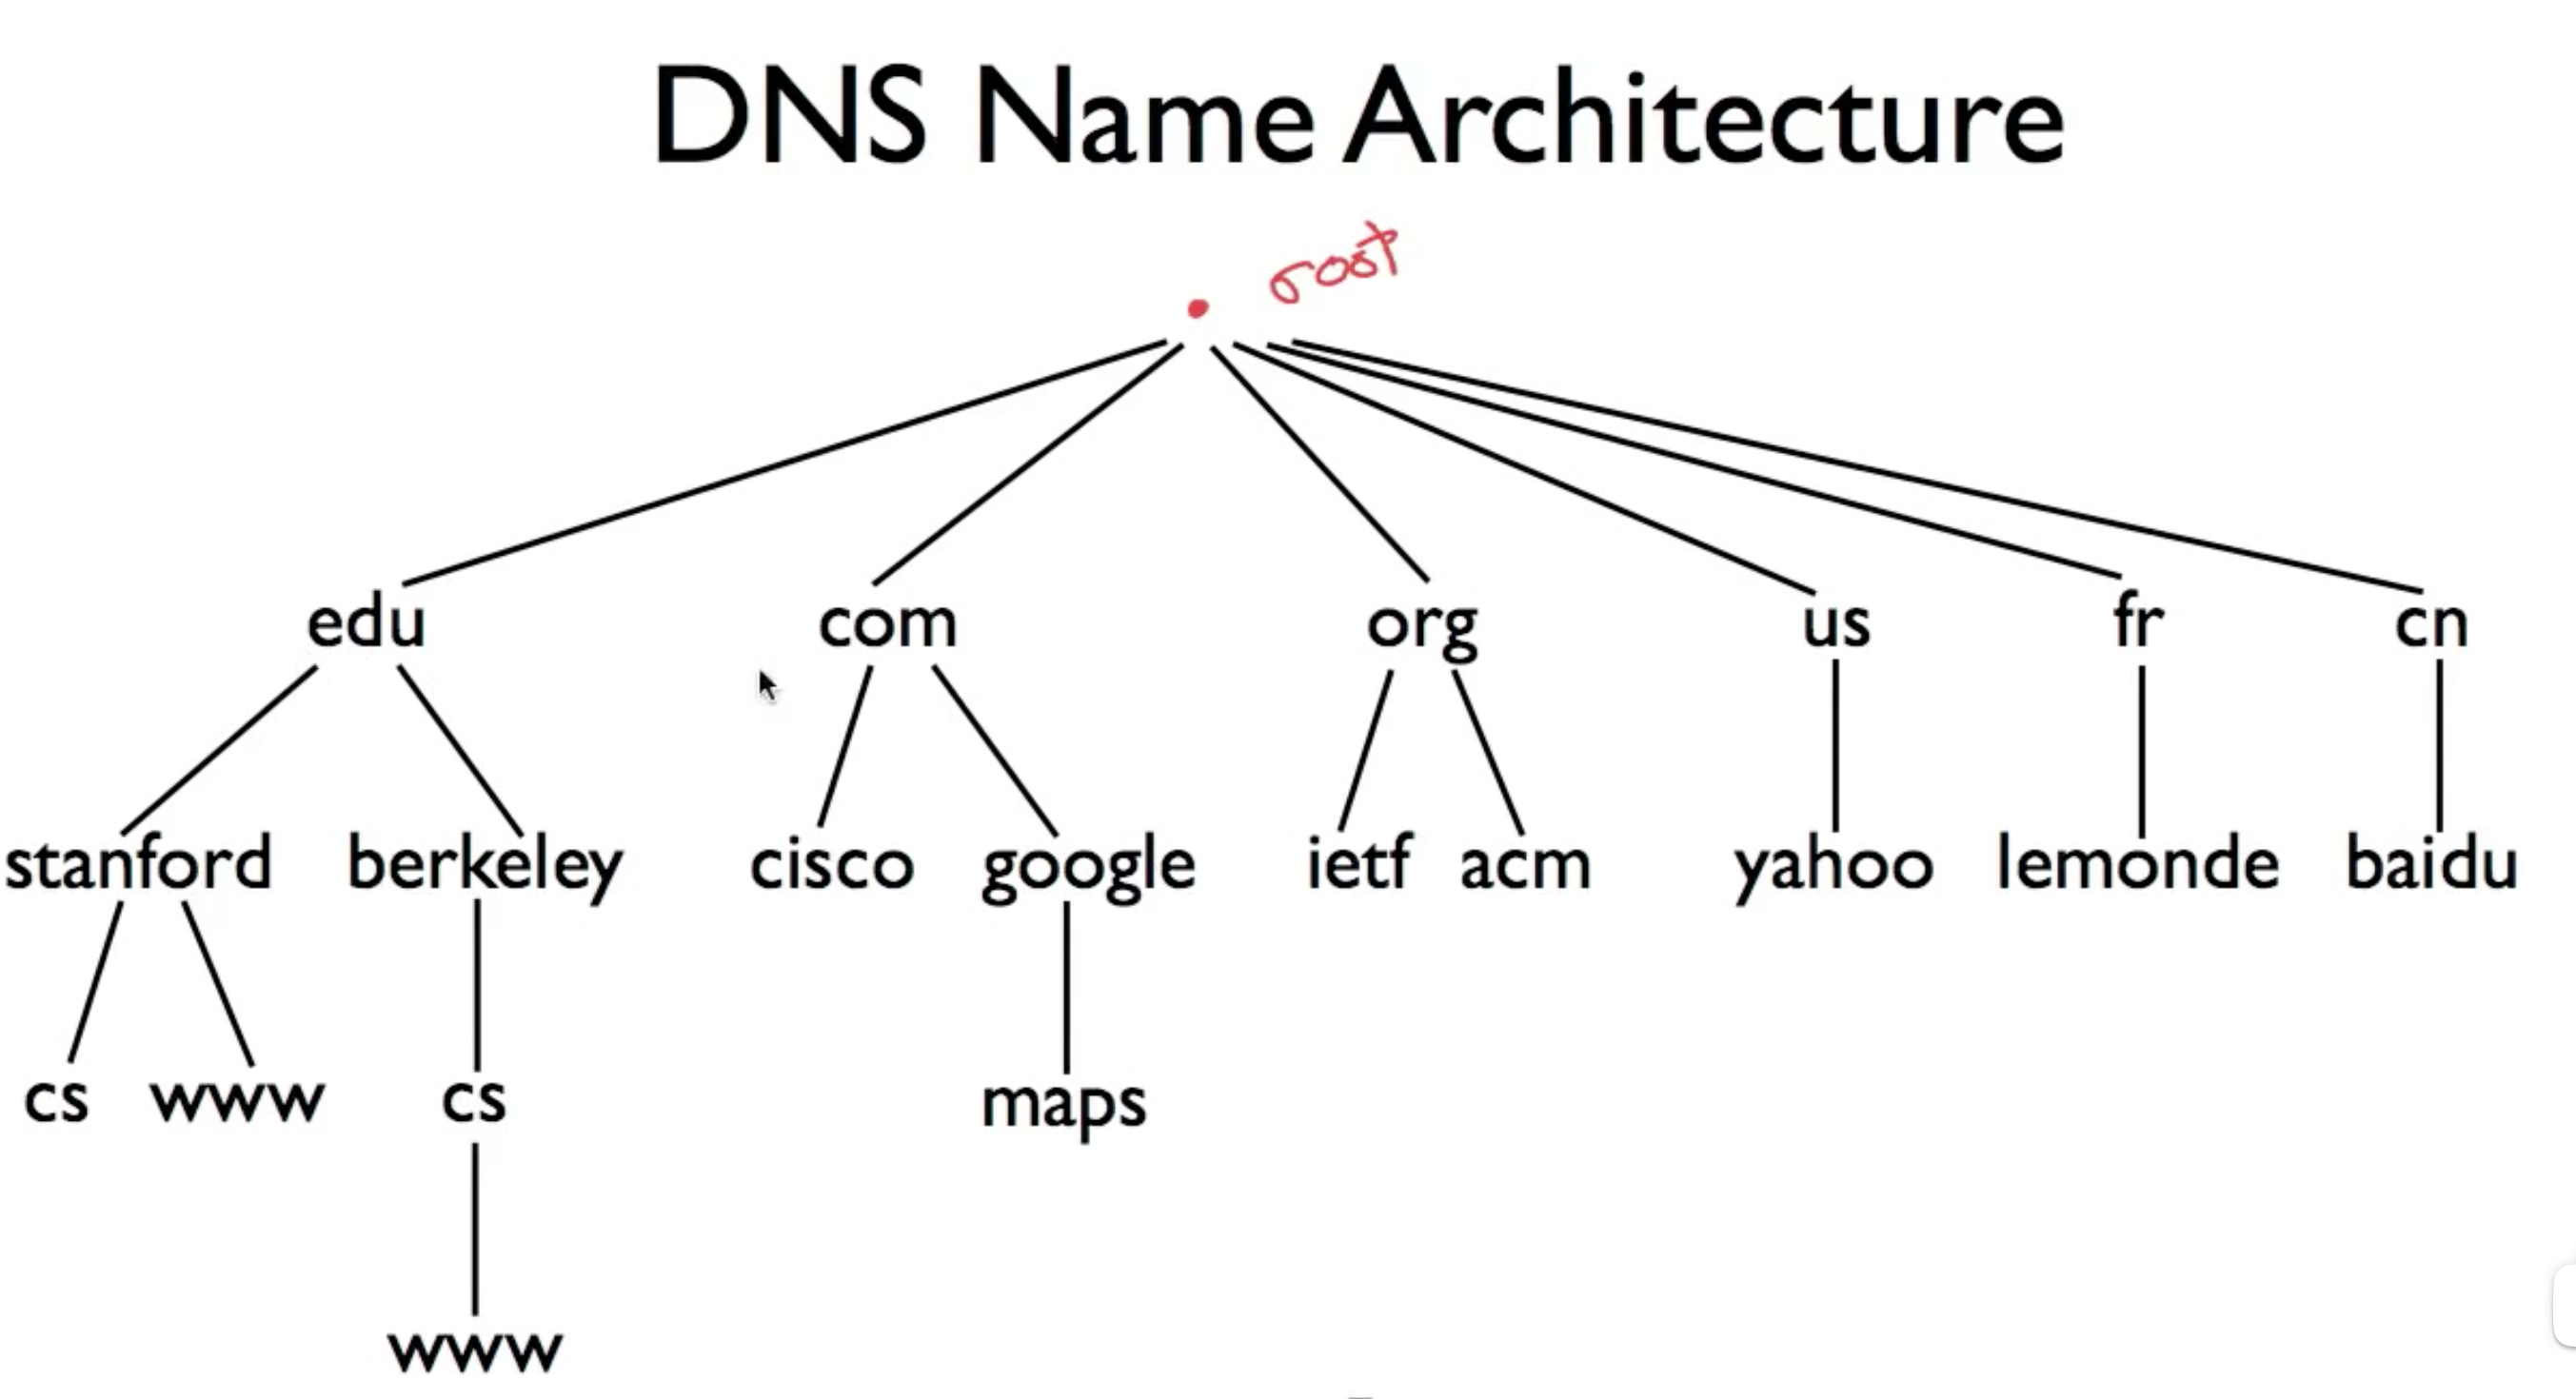 DNS Name Architecture
root
edu com org us fr cn
stanford berkeley cisco google ietf acm yahoo lemonde baidu
cs www cs maps
www